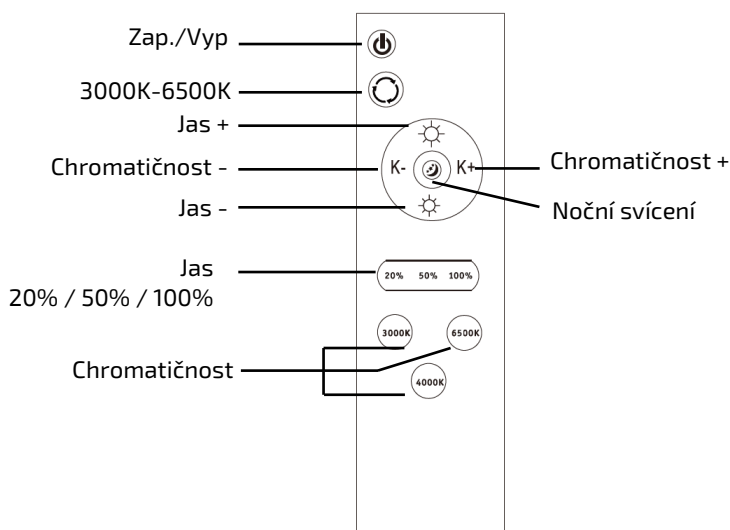 Zap./Vyp
3000K-6500K
Jas +
Chromatičnost -
K-
K+
Chromatičnost +
Jas -
Noční svícení
Jas
20% / 50% / 100%
20% 50% 100%
3000K
6500K
Chromatičnost
4000K